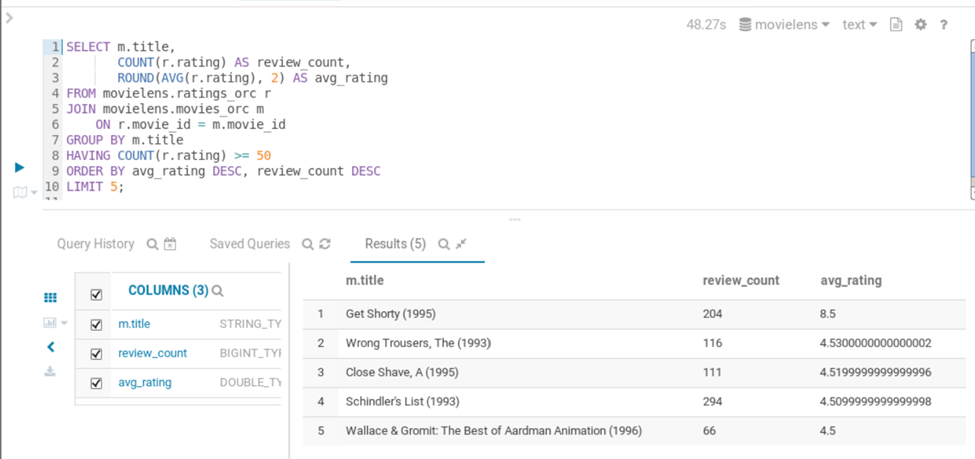 48.27s movielens text ?
1 SELECT m.title,
2 COUNT(r.rating) AS review_count,
3 ROUND(AVG(r.rating), 2) AS avg_rating
4 FROM movielens.ratings_orc r
5 JOIN movielens.movies_orc m
6 ON r.movie_id = m.movie_id
7 GROUP BY m.title
8 HAVING COUNT(r.rating) >= 50
9 ORDER BY avg_rating DESC, review_count DESC
10 LIMIT 5;
Query History Saved Queries Results (5)
COLUMNS (3)
m.title STRING_TY
review_count BIGINT_TYF
avg_rating DOUBLE_TY
m.title review_count avg_rating
1 Get Shorty (1995) 204 8.5
2 Wrong Trousers, The (1993) 116 4.5300000000000002
3 Close Shave, A (1995) 111 4.5199999999999996
4 Schindler's List (1993) 294 4.5099999999999998
5 Wallace & Gromit: The Best of Aardman Animation (1996) 66 4.5